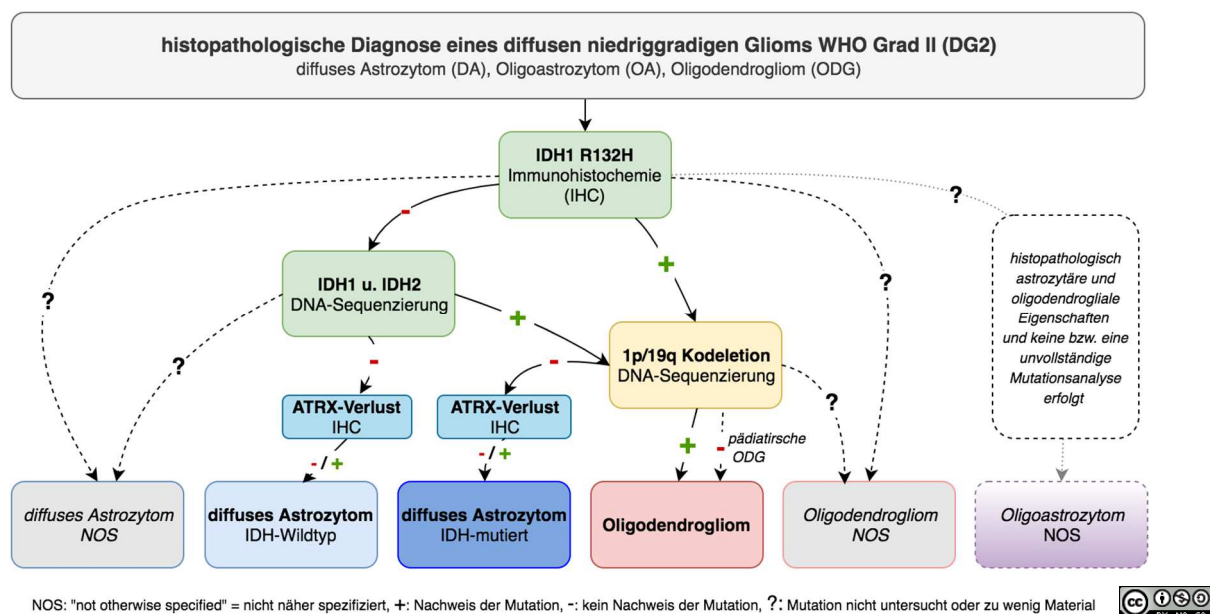 histopathologische Diagnose eines diffusen niedriggradigen Glioms WHO Grad II (DG2)
diffuses Astrozytom (DA), Oligoastrozytom (OA), Oligodendrogliom (ODG)
IDH1 R132H
Immunohistochemie
(IHC)
-
?
+
?
?
IDH1 u. IDH2
DNA-Sequenzierung
?
-
+
1p/19q Kodeletion
DNA-Sequenzierung
histopathologisch
astrozytäre und
oligodendrogliale
Eigenschaften
und keine bzw. eine
unvollständige
Mutationsanalyse
erfolgt
-
ATRX-Verlust
IHC
ATRX-Verlust
IHC
- / +
- / +
+
-
pädiatirsche
ODG
?
diffuses Astrozytom
NOS
diffuses Astrozytom
IDH-Wildtyp
diffuses Astrozytom
IDH-mutiert
Oligodendrogliom
Oligodendrogliom
NOS
Oligoastrozytom
NOS
NOS: "not otherwise specified" = nicht näher spezifiziert, +: Nachweis der Mutation, -: kein Nachweis der Mutation, ?: Mutation nicht untersucht oder zu wenig Material
cc